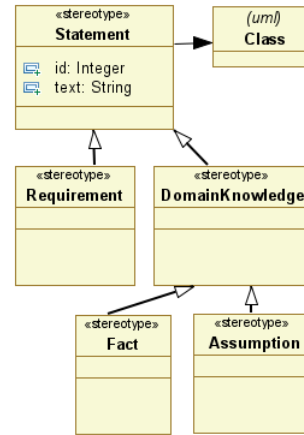 «stereotype»
Statement
id: Integer
text: String
(uml)
Class
«stereotype»
Requirement
«stereotype»
DomainKnowledge
«stereotype»
Fact
«stereotype»
Assumption